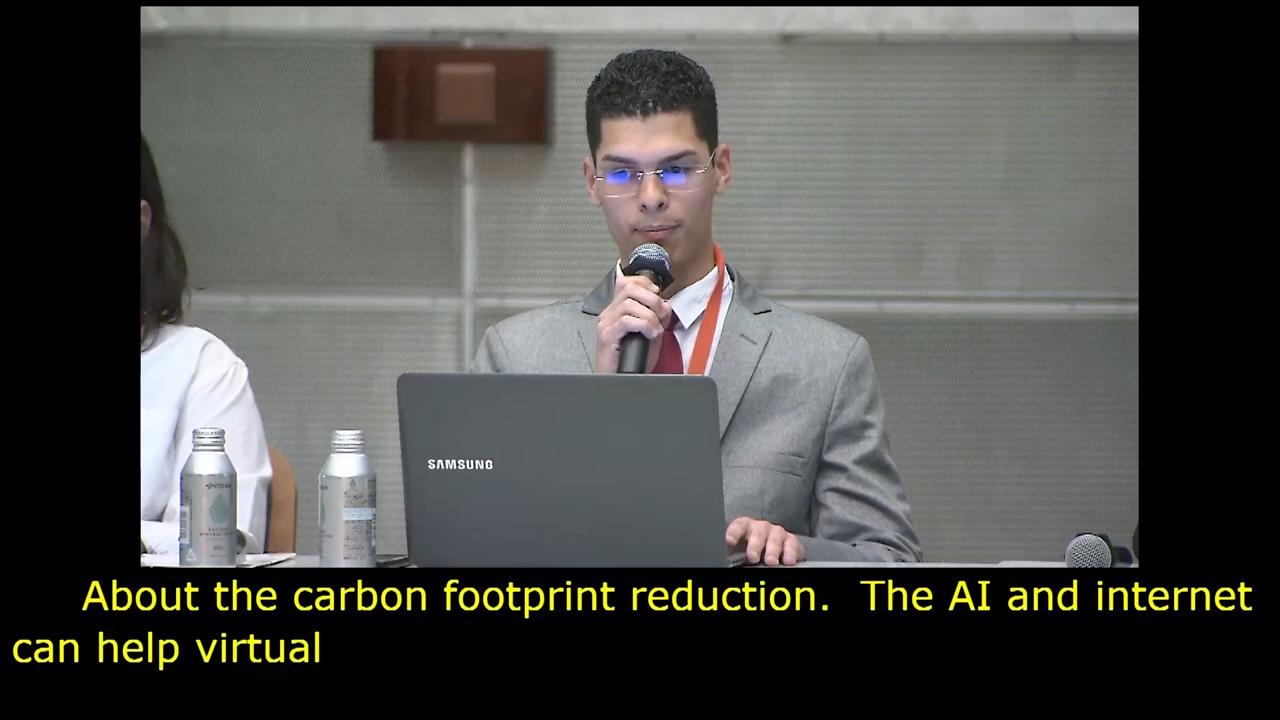 SAMSUNG
About the carbon footprint reduction.  The AI and internet
can help virtual